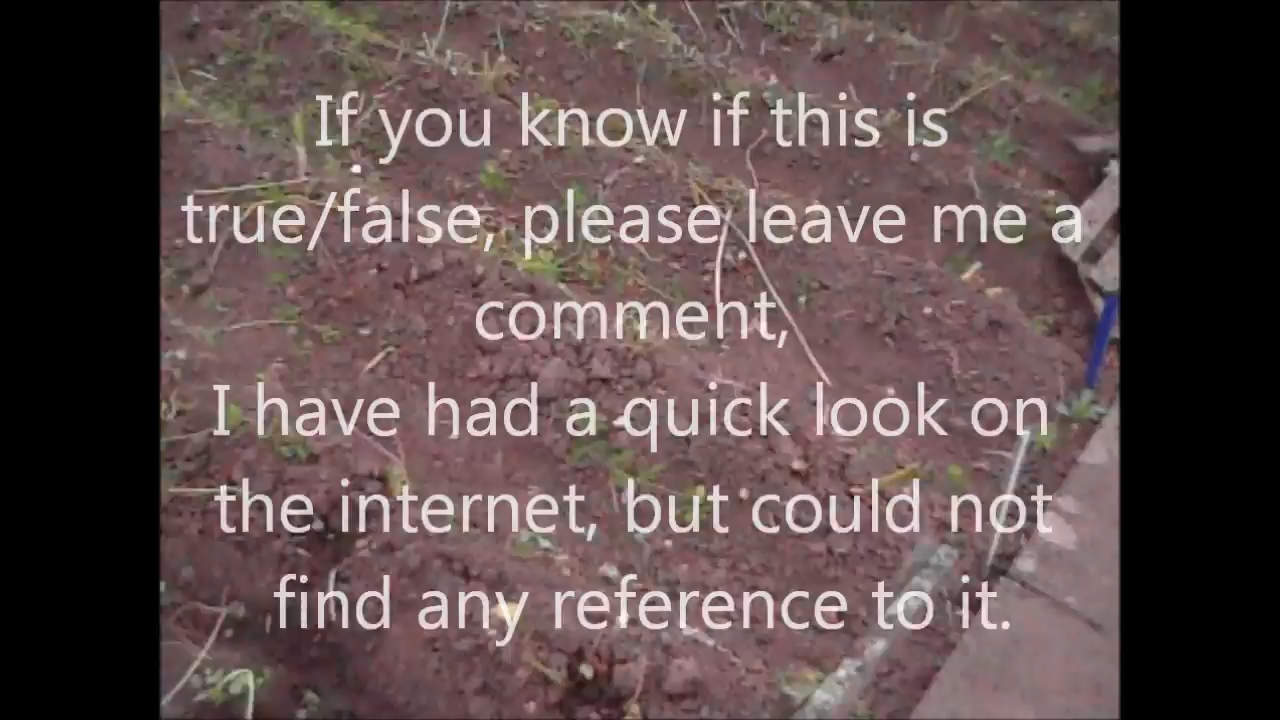 If you know if this is
true/false, please leave me a
comment,
I have had a quick look on
the internet, but could not
find any reference to it.